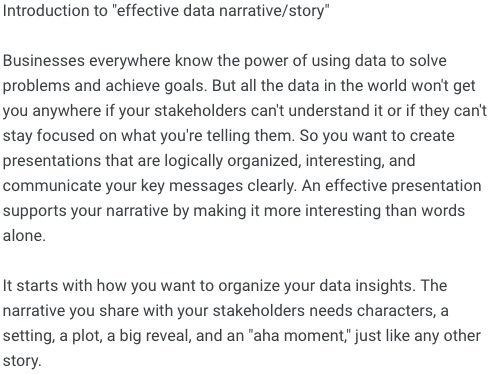 Introduction to "effective data narrative/story"
Businesses everywhere know the power of using data to solve
problems and achieve goals. But all the data in the world won't get
you anywhere if your stakeholders can't understand it or if they can't
stay focused on what you're telling them. So you want to create
presentations that are logically organized, interesting, and
communicate your key messages clearly. An effective presentation
supports your narrative by making it more interesting than words
alone.
It starts with how you want to organize your data insights. The
narrative you share with your stakeholders needs characters, a
setting, a plot, a big reveal, and an "aha moment," just like any other
story.